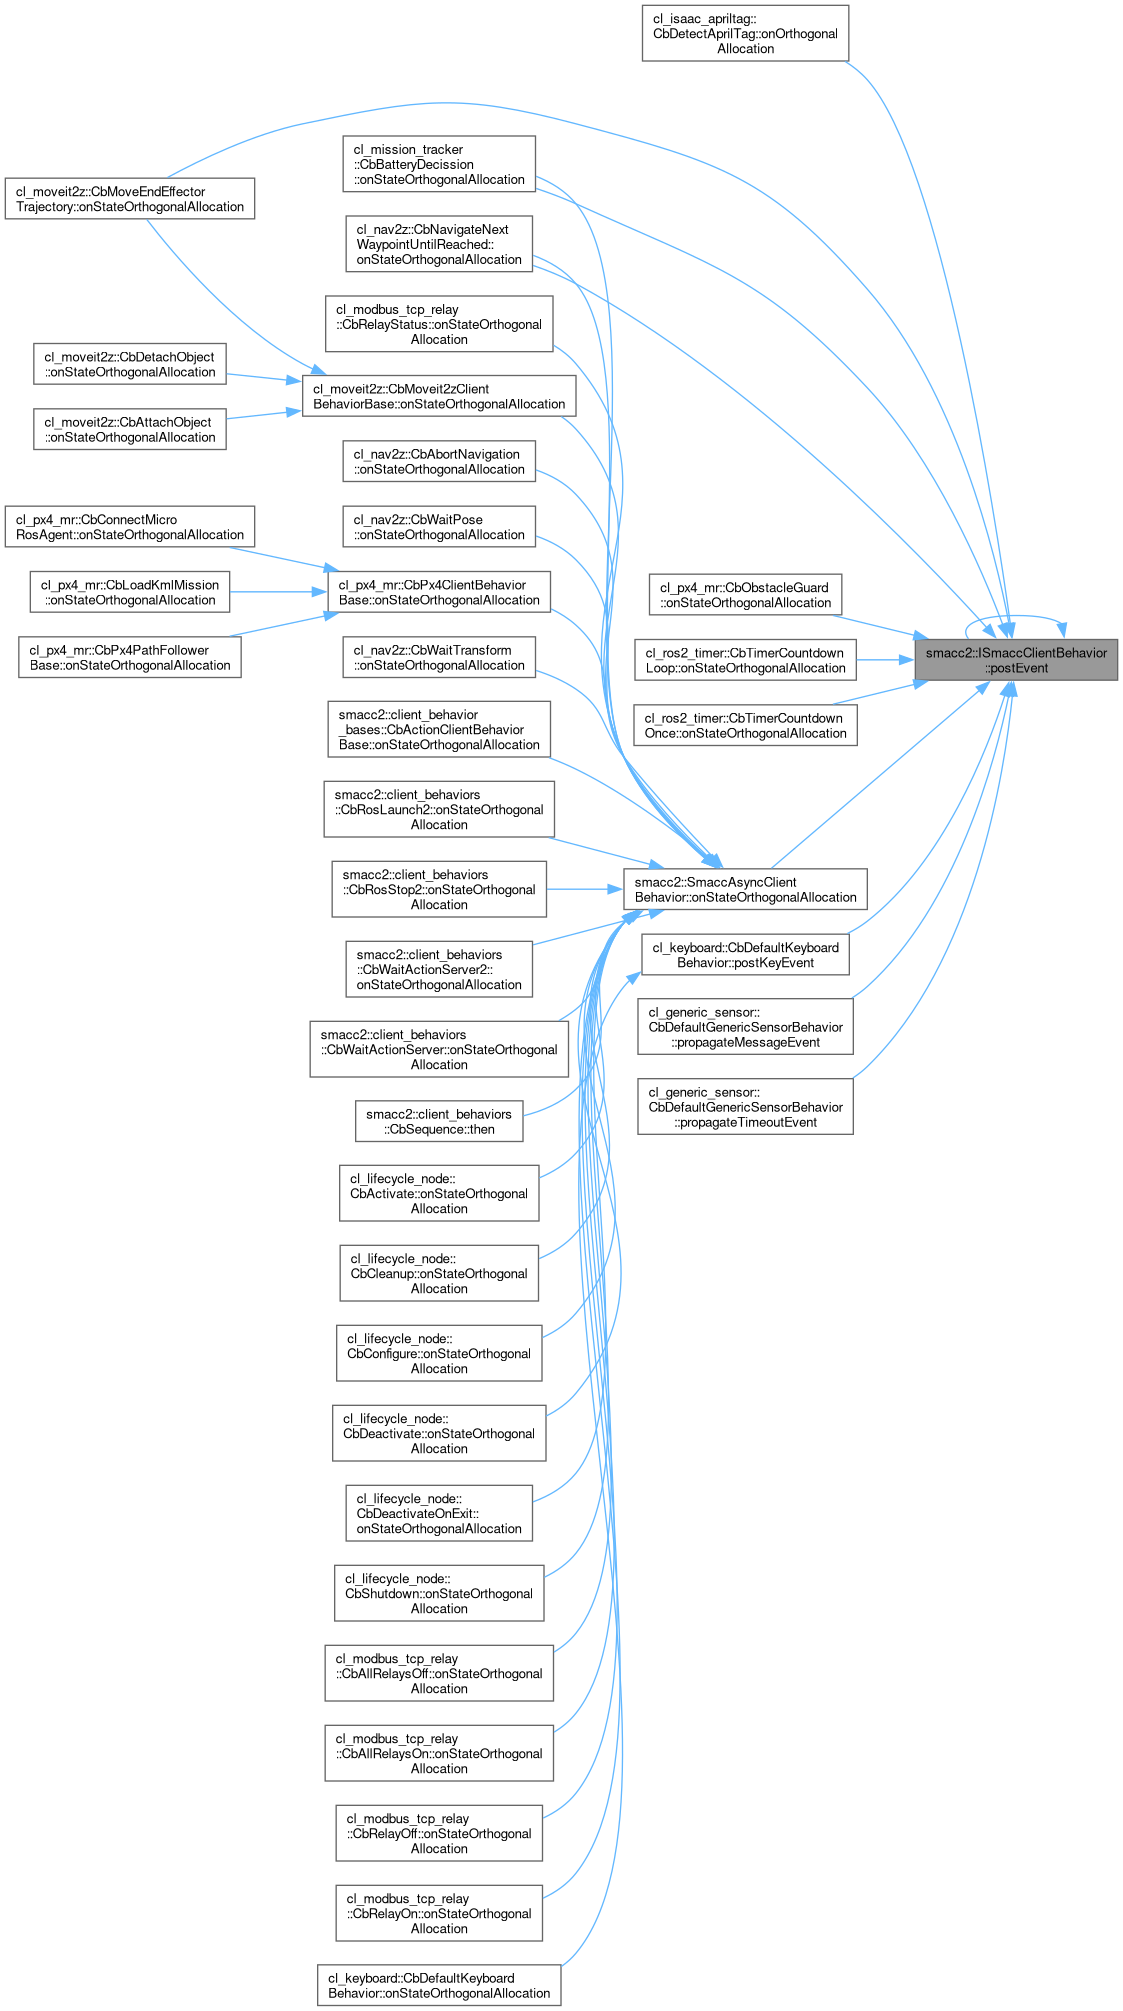 cl_isaac_apriltag::
CbDetectAprilTag::onOrthogonal
Allocation
cl_mission_tracker
::CbBatteryDecission
::onStateOrthogonalAllocation
cl_moveit2z::CbMoveEndEffector
Trajectory::onStateOrthogonalAllocation
cl_nav2z::CbNavigateNext
WaypointUntilReached::
onStateOrthogonalAllocation
cl_modbus_tcp_relay
::CbRelayStatus::onStateOrthogonal
Allocation
cl_moveit2z::CbDetachObject
::onStateOrthogonalAllocation
cl_moveit2z::CbMoveit2zClient
BehaviorBase::onStateOrthogonalAllocation
cl_moveit2z::CbAttachObject
::onStateOrthogonalAllocation
cl_nav2z::CbAbortNavigation
::onStateOrthogonalAllocation
cl_px4_mr::CbConnectMicro
RosAgent::onStateOrthogonalAllocation
cl_nav2z::CbWaitPose
::onStateOrthogonalAllocation
cl_px4_mr::CbLoadKmlMission
::onStateOrthogonalAllocation
cl_px4_mr::CbPx4ClientBehavior
Base::onStateOrthogonalAllocation
cl_px4_mr::CbObstacleGuard
::onStateOrthogonalAllocation
cl_px4_mr::CbPx4PathFollower
Base::onStateOrthogonalAllocation
cl_nav2z::CbWaitTransform
::onStateOrthogonalAllocation
cl_ros2_timer::CbTimerCountdown
Loop::onStateOrthogonalAllocation
smacc2::ISmaccClientBehavior
::postEvent
cl_ros2_timer::CbTimerCountdown
Once::onStateOrthogonalAllocation
smacc2::client_behavior
_bases::CbActionClientBehavior
Base::onStateOrthogonalAllocation
smacc2::client_behaviors
::CbRosLaunch2::onStateOrthogonal
Allocation
smacc2::client_behaviors
::CbRosStop2::onStateOrthogonal
Allocation
smacc2::SmaccAsyncClient
Behavior::onStateOrthogonalAllocation
smacc2::client_behaviors
::CbWaitActionServer2::
onStateOrthogonalAllocation
cl_keyboard::CbDefaultKeyboard
Behavior::postKeyEvent
smacc2::client_behaviors
::CbWaitActionServer::onStateOrthogonal
Allocation
cl_generic_sensor::
CbDefaultGenericSensorBehavior
::propagateMessageEvent
smacc2::client_behaviors
::CbSequence::then
cl_generic_sensor::
CbDefaultGenericSensorBehavior
::propagateTimeoutEvent
cl_lifecycle_node::
CbActivate::onStateOrthogonal
Allocation
cl_lifecycle_node::
CbCleanup::onStateOrthogonal
Allocation
cl_lifecycle_node::
CbConfigure::onStateOrthogonal
Allocation
cl_lifecycle_node::
CbDeactivate::onStateOrthogonal
Allocation
cl_lifecycle_node::
CbDeactivateOnExit::
onStateOrthogonalAllocation
cl_lifecycle_node::
CbShutdown::onStateOrthogonal
Allocation
cl_modbus_tcp_relay
::CbAllRelaysOff::onStateOrthogonal
Allocation
cl_modbus_tcp_relay
::CbAllRelaysOn::onStateOrthogonal
Allocation
cl_modbus_tcp_relay
::CbRelayOff::onStateOrthogonal
Allocation
cl_modbus_tcp_relay
::CbRelayOn::onStateOrthogonal
Allocation
cl_keyboard::CbDefaultKeyboard
Behavior::onStateOrthogonalAllocation